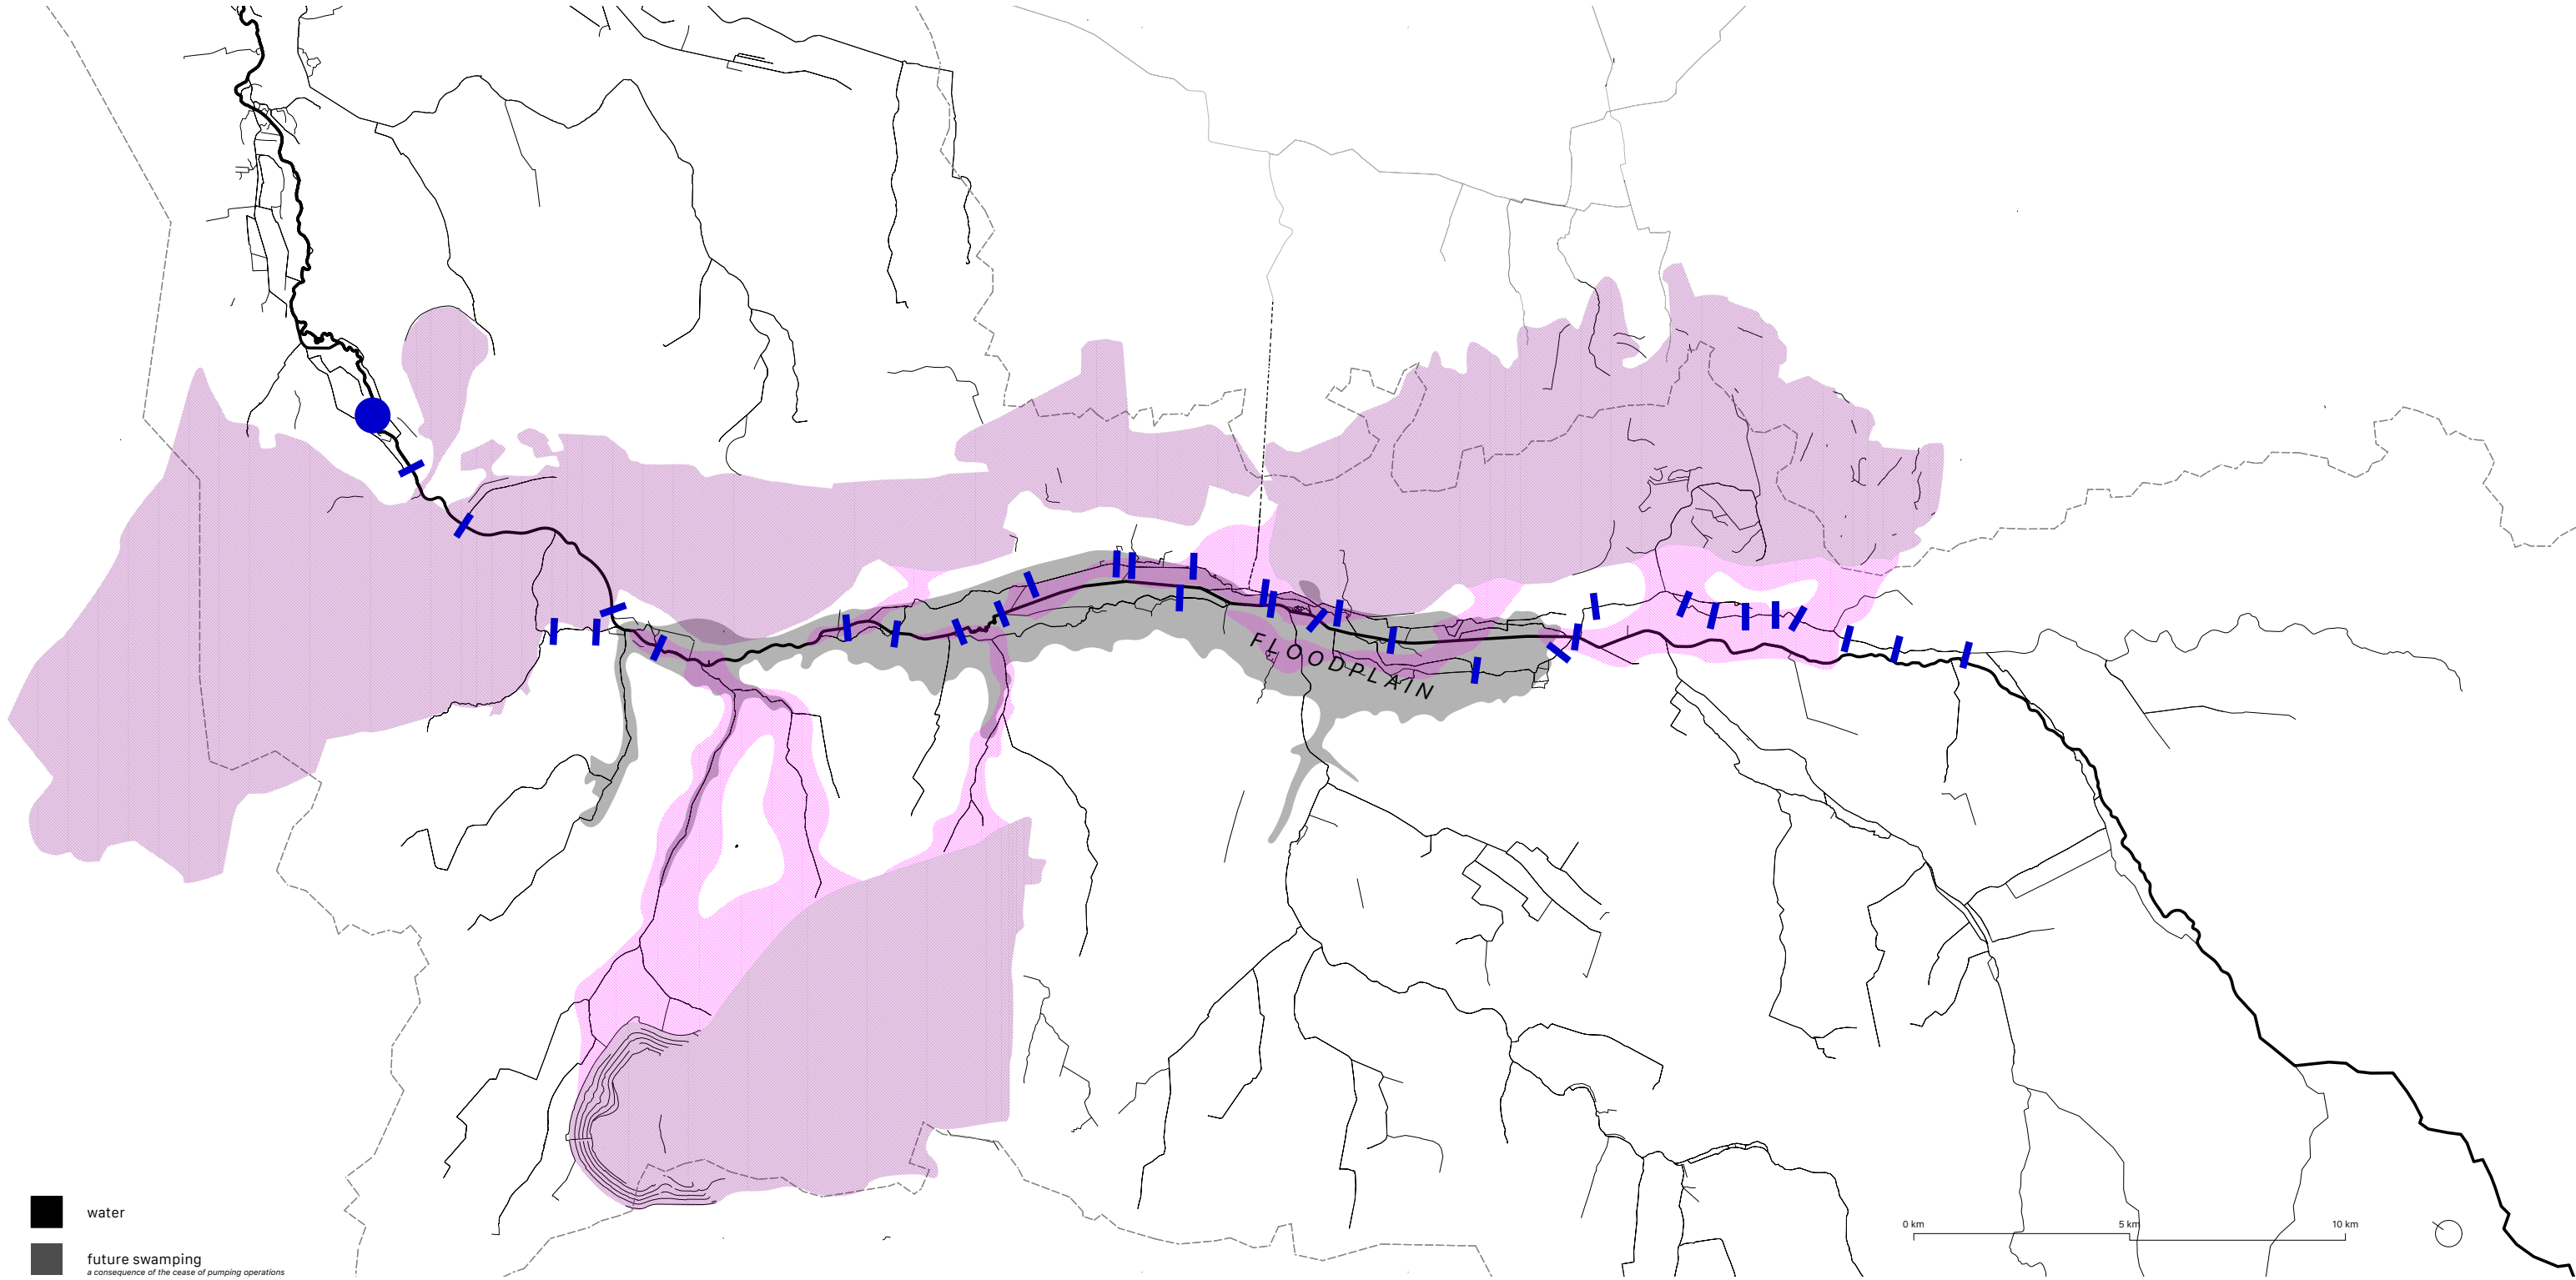 FLOODPLAIN
water
future swamping
a consequence of the cease of pumping operations
0 km 5 km 10 km